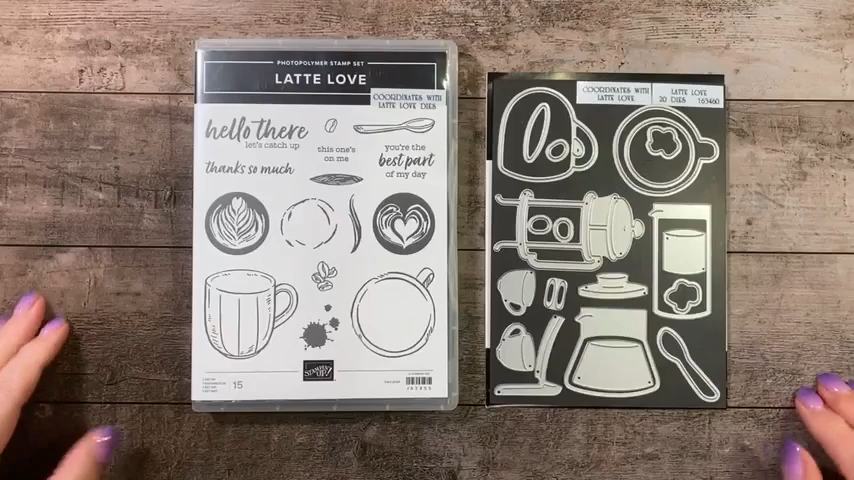 PHOTOPOLYMER STAMP SET
LATTE LOVE
COORDINATES WITH
LATTE LOVE DIES
hello there
let's catch up
thanks so much
this one's
on me
you're the
best part
of my day
STAMPIN' UP!
15
COORDINATES WITH
LATTE LOVE
LATTE LOVE
20 DIES 163460